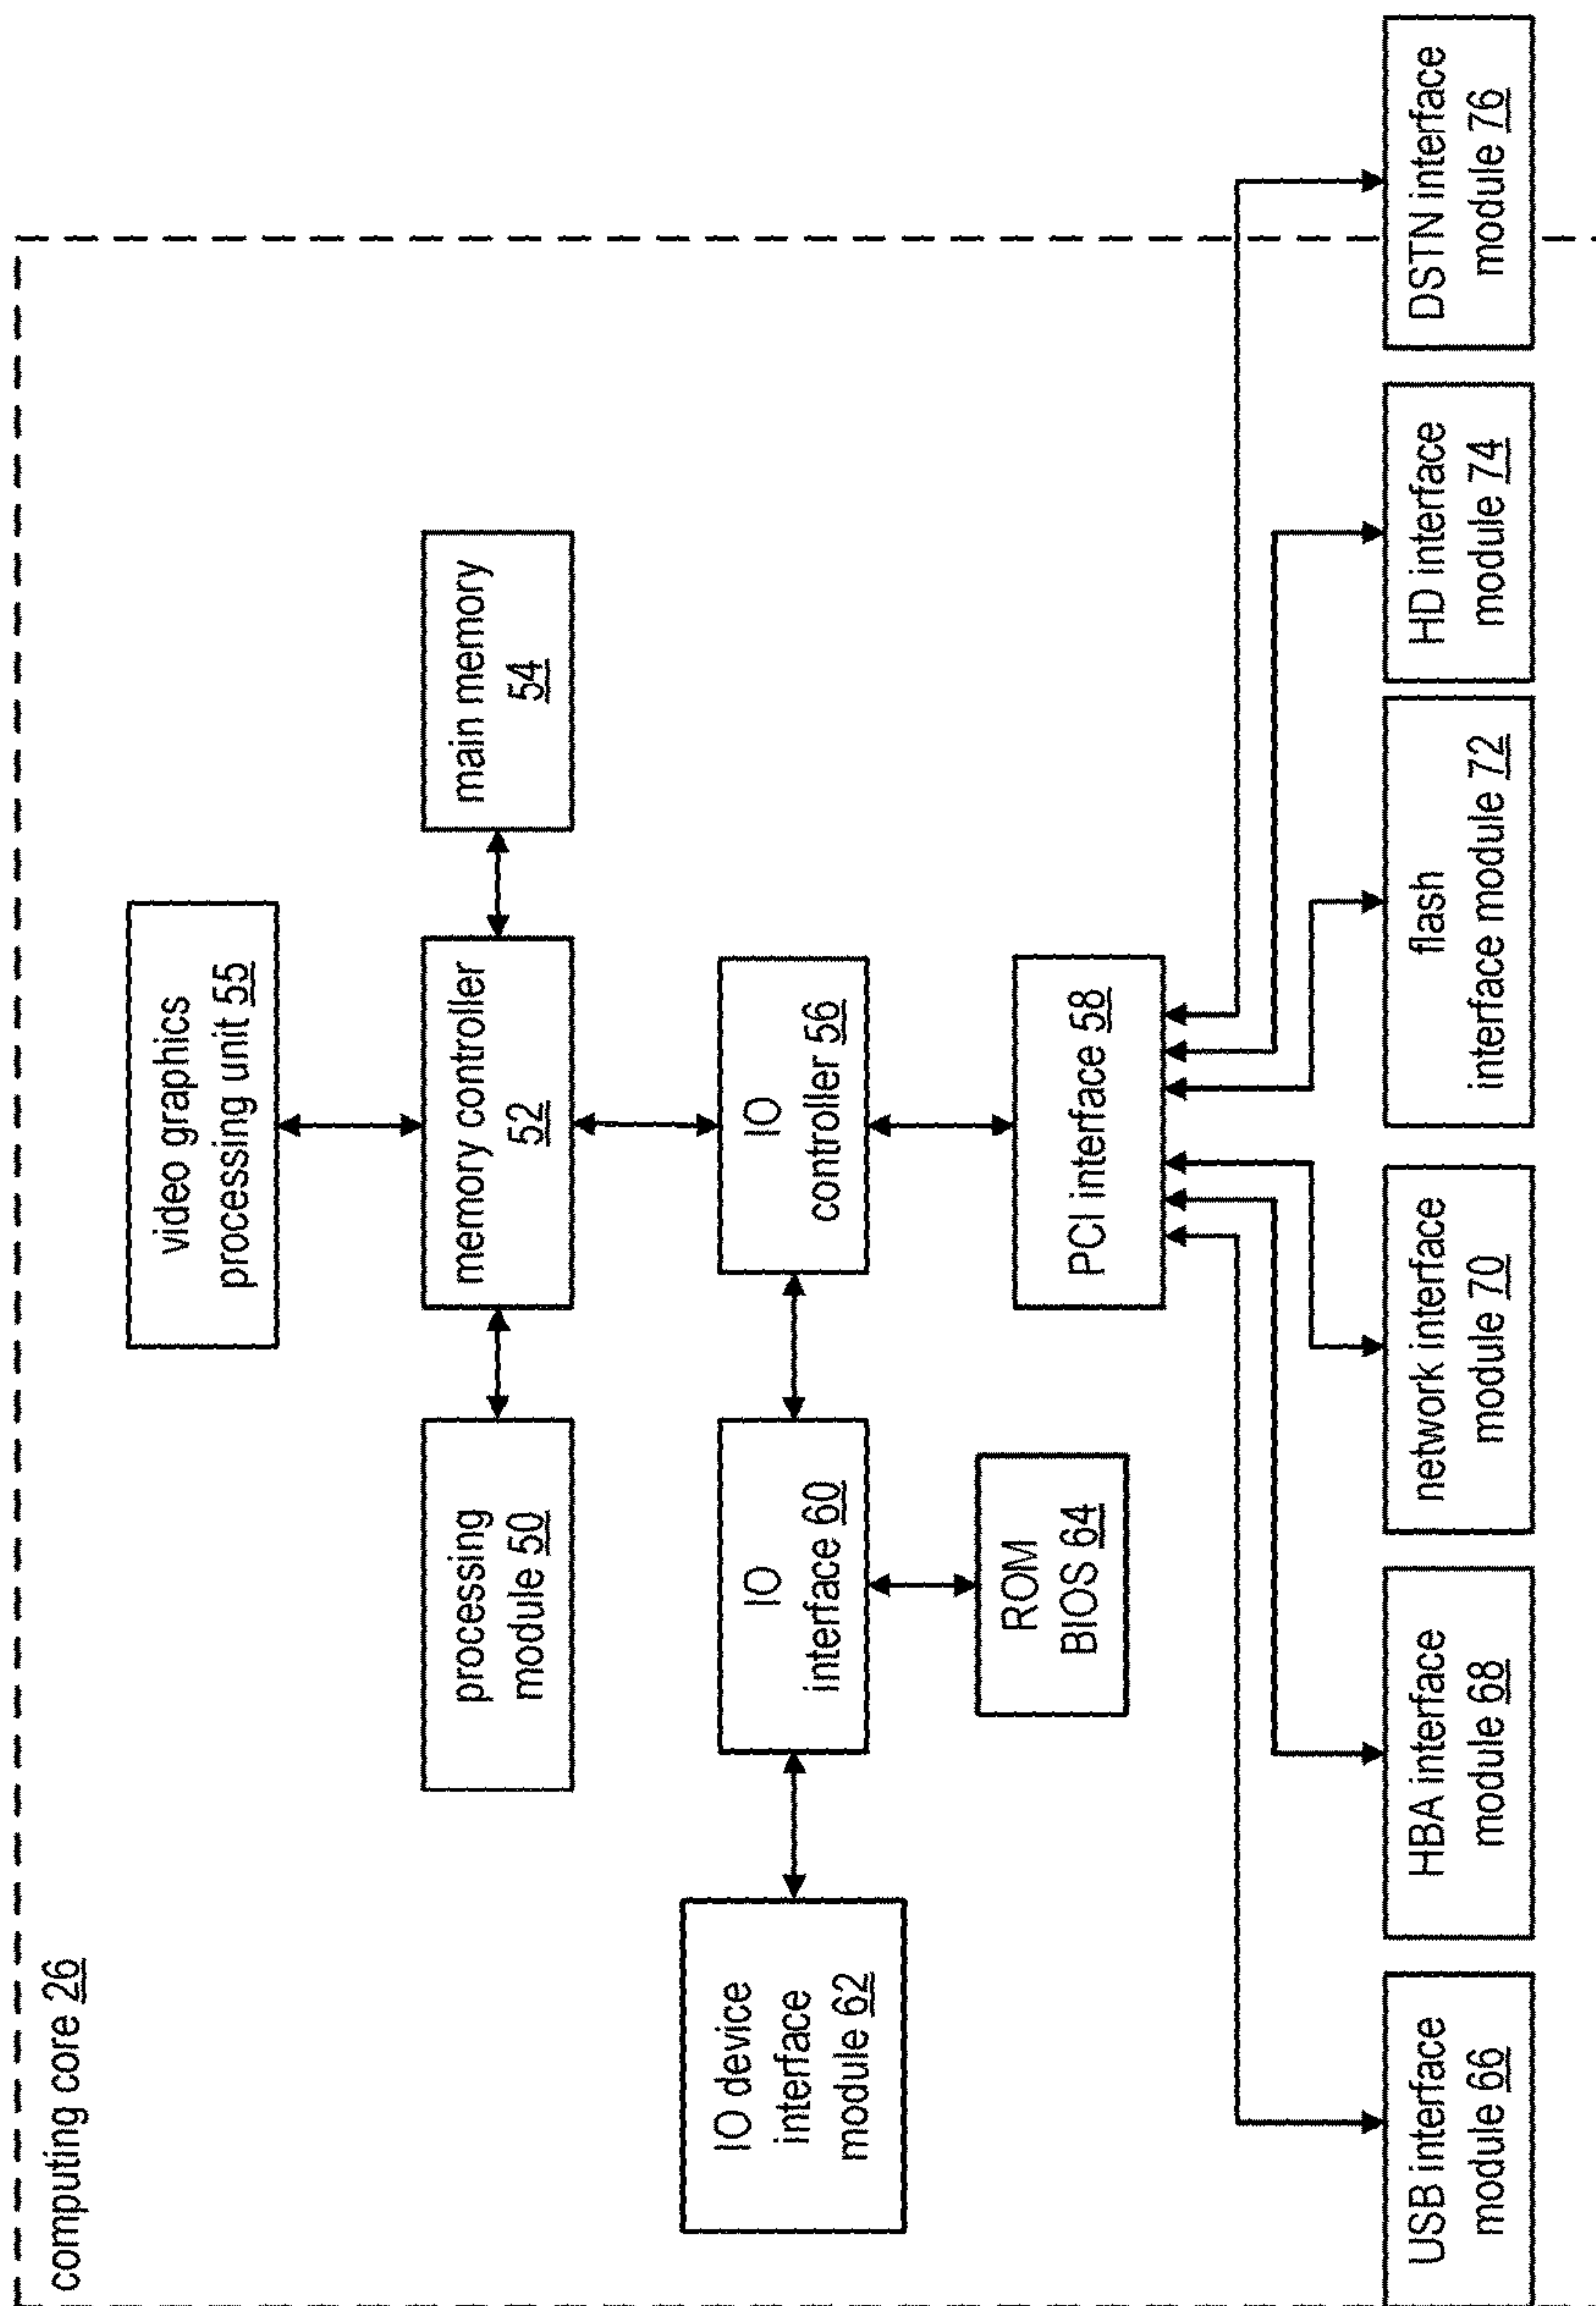 computing core 26
video graphics
processing unit 55
processing
module 50
memory controller
52
main memory
54
IO device
interface
module 62
IO
interface 60
IO
controller 56
ROM
BIOS 64
PCI interface 58
USB interface
module 66
HBA interface
module 68
network interface
module 70
flash
interface module 72
HD interface
module 74
DSTN interface
module 76